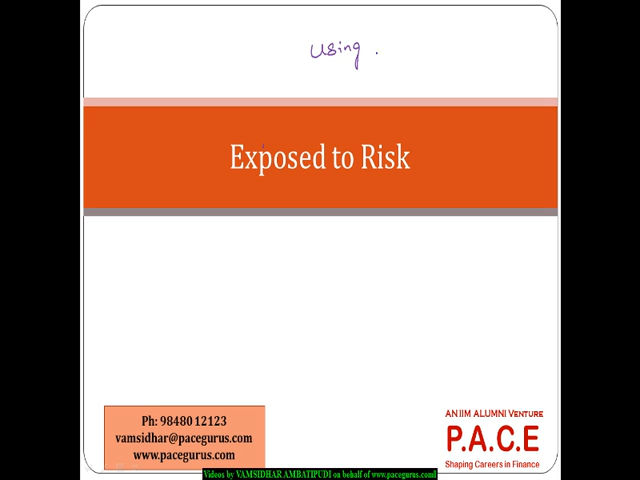 using .
Exposed to Risk
Ph: 98480 12123
vamsidhar@pacegurus.com
www.pacegurus.com
AN IIM ALUMNI VENTURE
P.A.C.E
Shaping Careers in Finance
Videos by VAMSIDHAR AMBATIPUDI on behalf of www.pacegurus.com